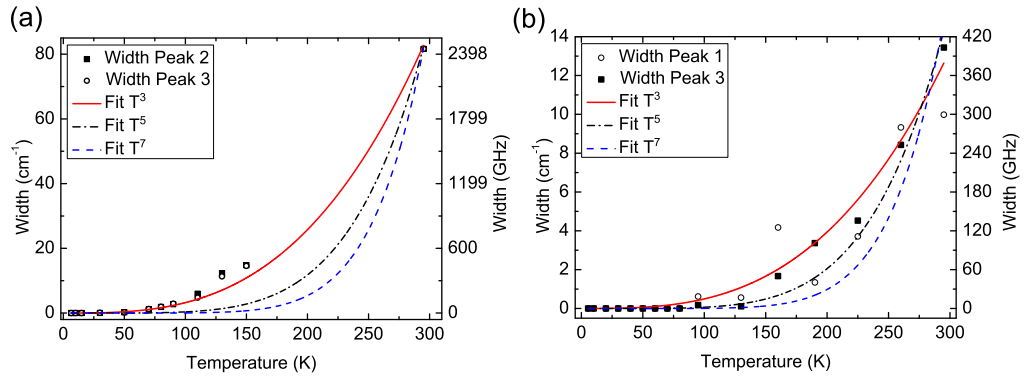 (a)
Width Peak 2
Width Peak 3
Fit T³
Fit T⁵
Fit T⁷
80
60
40
20
0
Width (cm⁻¹)
2398
1799
1199
600
0
Width (GHz)
0 50 100 150 200 250 300
Temperature (K)
(b)
Width Peak 1
Width Peak 3
Fit T³
Fit T⁵
Fit T⁷
14
12
10
8
6
4
2
0
Width (cm⁻¹)
420
360
300
240
180
120
60
0
Width (GHz)
0 50 100 150 200 250 300
Temperature (K)